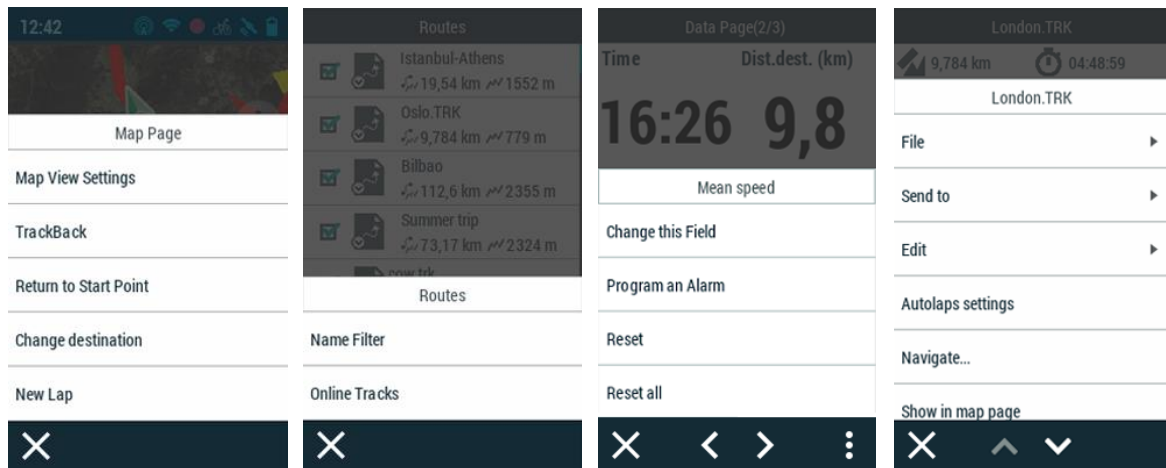 12:42
Map Page
Map View Settings
TrackBack
Return to Start Point
Change destination
New Lap
Routes
Istanbul-Athens
19,54 km 1552 m
Oslo.TRK
9,784 km 779 m
Bilbao
112,6 km 2355 m
Summer trip
73,17 km 2324 m
cow.trk
Routes
Name Filter
Online Tracks
Data Page(2/3)
Time Dist.dest. (km)
16:26 9,8
Mean speed
Change this Field
Program an Alarm
Reset
Reset all
London.TRK
9,784 km 04:48:59
London.TRK
File
Send to
Edit
Autolaps settings
Navigate...
Show in map page